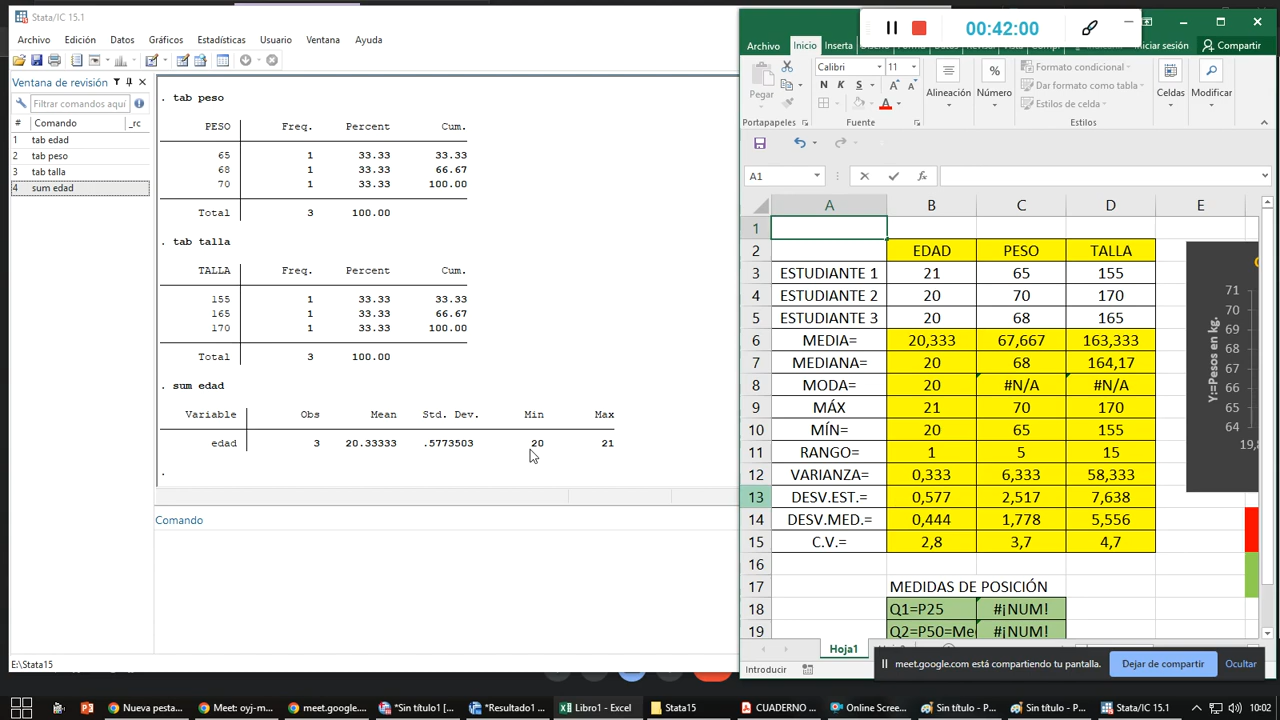 Stata/IC 15.1
Archivo Edición Datos Gráficos Estadísticas Usuario Ventana Ayuda
Ventana de revisión
Filtrar comandos aquí
# Comando _rc
1 tab edad
2 tab peso
3 tab talla
4 sum edad
. tab peso
PESO Freq. Percent Cum.
65 1 33.33 33.33
68 1 33.33 66.67
70 1 33.33 100.00
Total 3 100.00
. tab talla
TALLA Freq. Percent Cum.
155 1 33.33 33.33
165 1 33.33 66.67
170 1 33.33 100.00
Total 3 100.00
. sum edad
Variable Obs Mean Std. Dev. Min Max
edad 3 20.33333 .5773503 20 21
.
Comando
E:\Stata15
00:42:00
Archivo Inicio Inserta Iniciar sesión Compartir
Pegar
Calibri 11
N K S
Alineación
Número
Formato condicional
Dar formato como tabla
Estilos de celda
Celdas
Modificar
Portapapeles Fuente Estilos
A1 fx
A B C D E
1
2 EDAD PESO TALLA
3 ESTUDIANTE 1 21 65 155
4 ESTUDIANTE 2 20 70 170
5 ESTUDIANTE 3 20 68 165
6 MEDIA= 20,333 67,667 163,333
7 MEDIANA= 20 68 164,17
8 MODA= 20 #N/A #N/A
9 MÁX 21 70 170
10 MÍN= 20 65 155
11 RANGO= 1 5 15
12 VARIANZA= 0,333 6,333 58,333
13 DESV.EST.= 0,577 2,517 7,638
14 DESV.MED.= 0,444 1,778 5,556
15 C.V.= 2,8 3,7 4,7
16
17 MEDIDAS DE POSICIÓN
18 Q1=P25 #¡NUM!
19 Q2=P50=Me #¡NUM!
71
70
69
68
67
66
65
64
19,8
Y:=Pesos en kg.
Hoja1
Introducir
meet.google.com está compartiendo tu pantalla.
Dejar de compartir
Ocultar
Nueva pesta...
Meet: oyj-m...
meet.google...
*Sin título1 [...
*Resultado1 ...
Libro1 - Excel
Stata15
CUADERNO ...
Online Scree...
Sin título - P...
Sin título - P...
Stata/IC 15.1
10:02